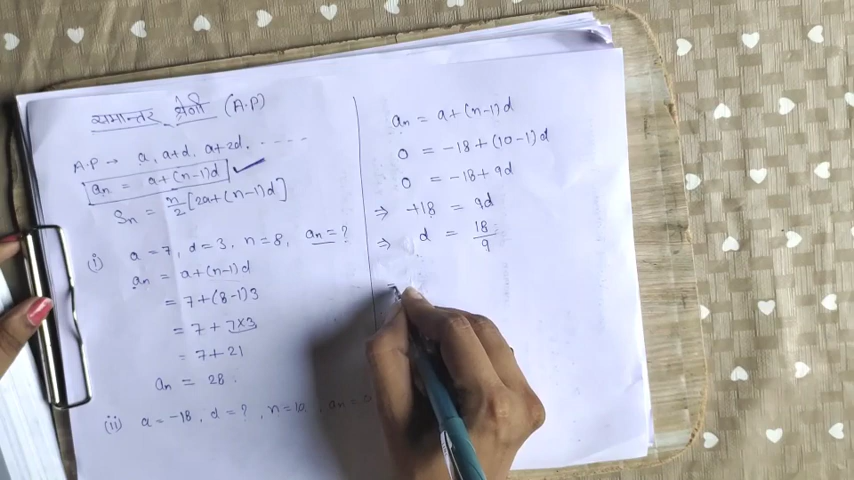 समान्तर श्रेणी (A.P)
A.P → a, a+d, a+2d, - - - -
an = a+(n-1)d ✓
Sn = n/2 [2a+(n-1)d]
(i) a = 7, d = 3, n = 8, an = ?
an = a+(n-1)d
= 7+(8-1)3
= 7 + 7×3
= 7+21
an = 28.
(ii) a = -18, d = ?, n = 10, an = 0
an = a+(n-1)d
0 = -18+(10-1)d
0 = -18+9d
⇒ +18 = 9d
⇒ d = 18/9